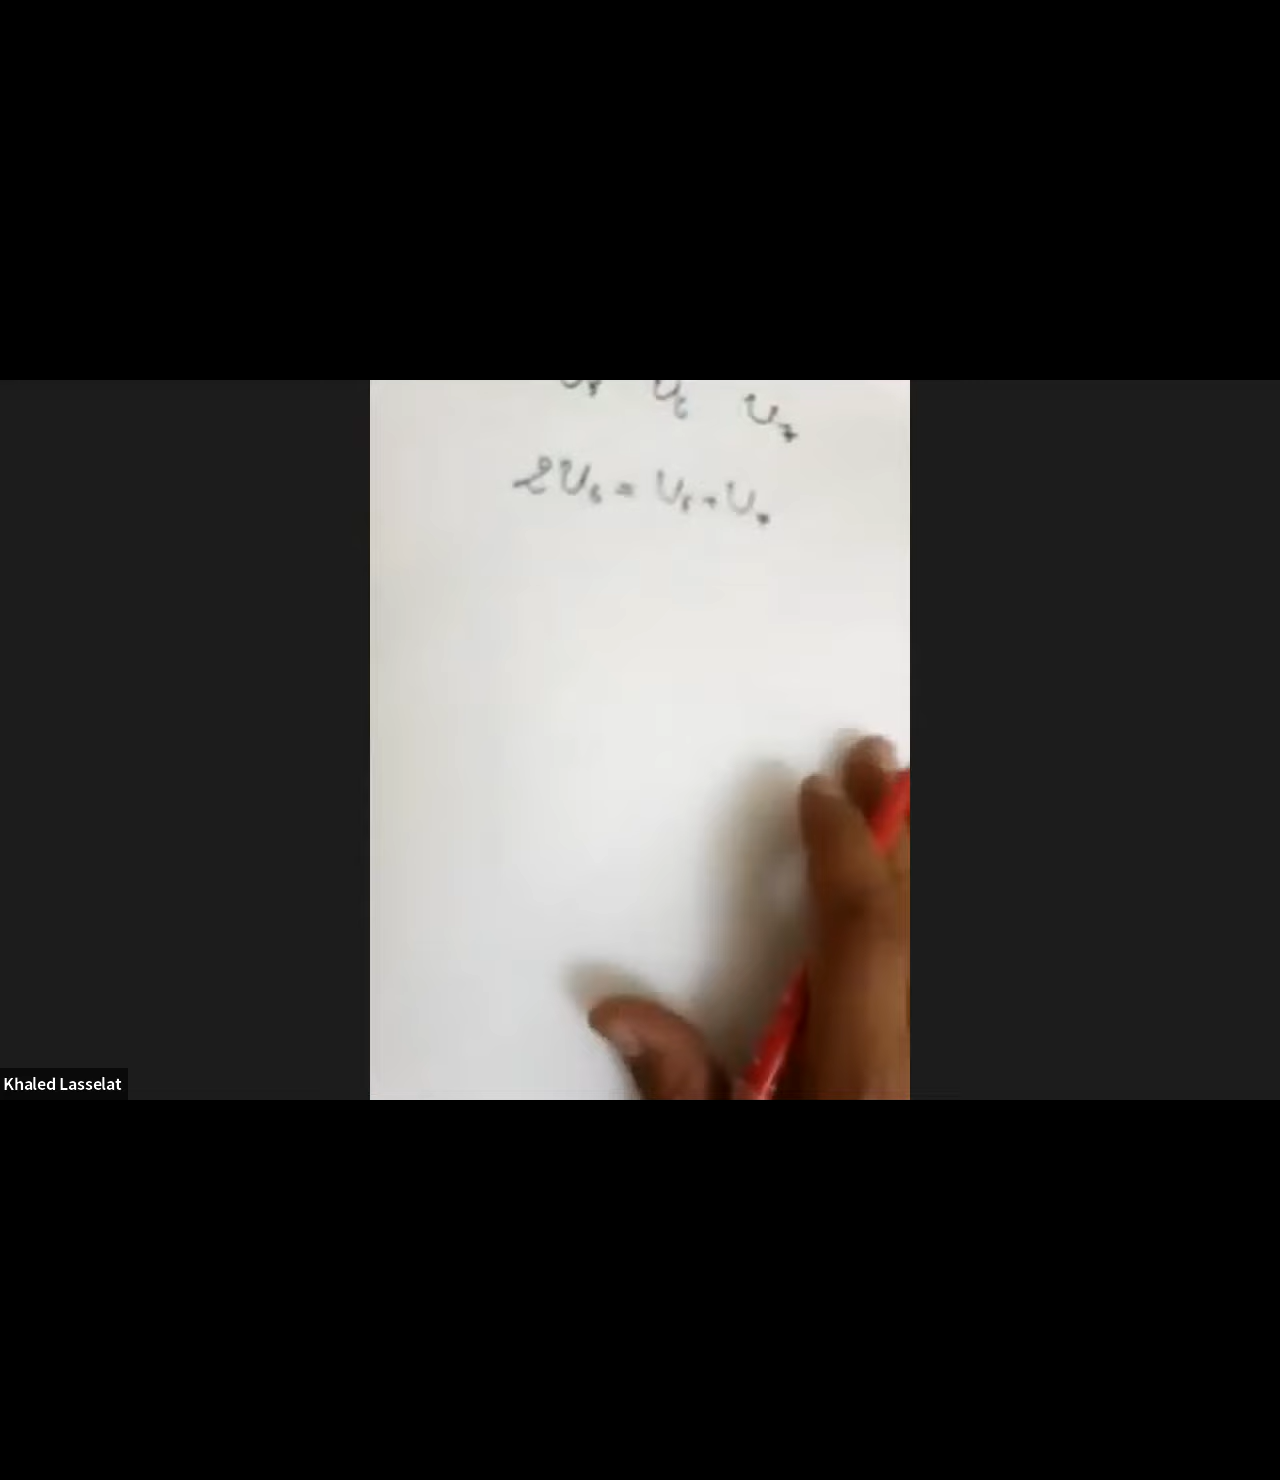 U₆ U₇
2U₆ = U₅ + U₇
Khaled Lasselat